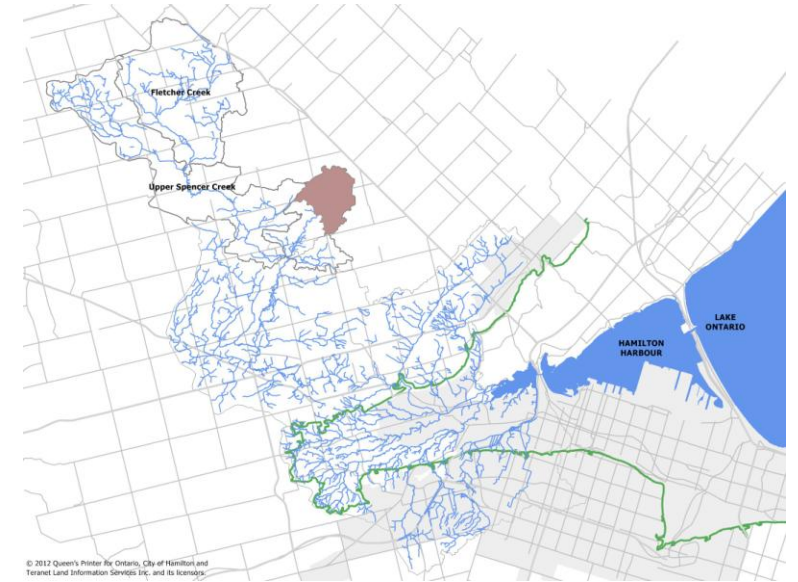 Fletcher Creek
Upper Spencer Creek
LAKE
ONTARIO
HAMILTON
HARBOUR
© 2012 Queen's Printer for Ontario, City of Hamilton and
Teranet Land Information Services Inc. and its licensors.